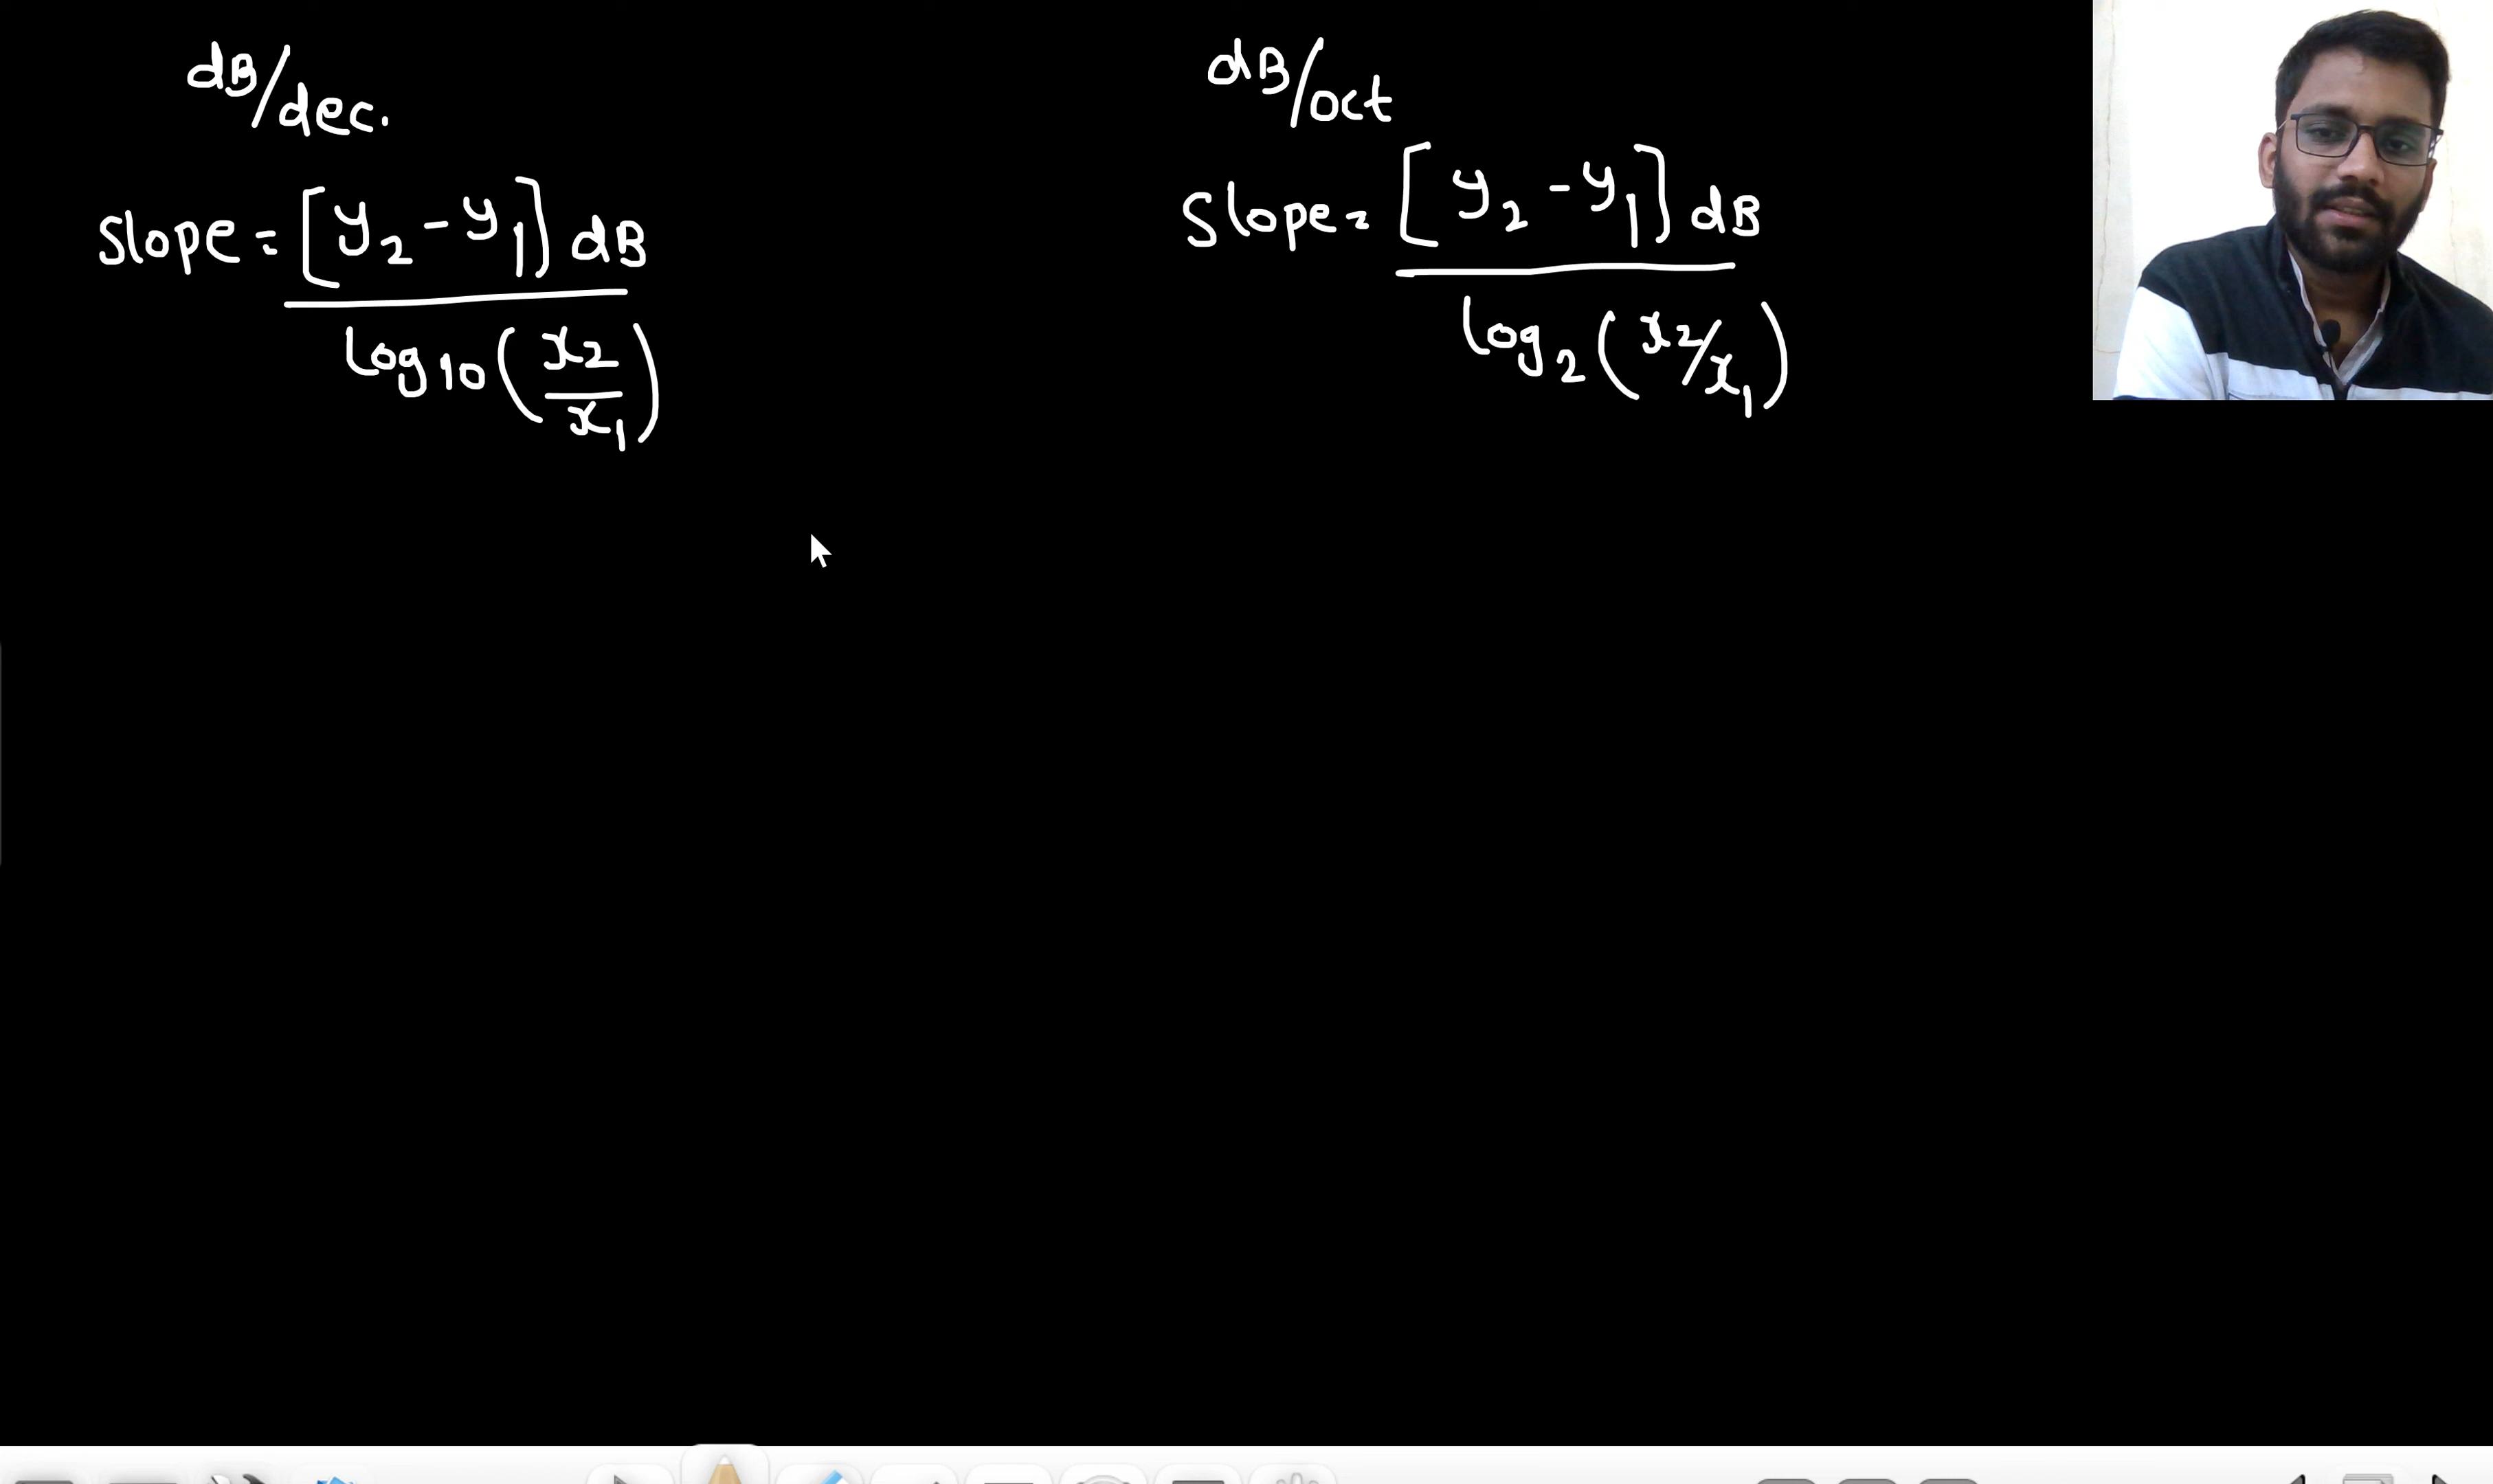 dB/dec.
Slope = [y₂ - y₁] dB
log₁₀(x₂/x₁)
dB/oct
Slope = [y₂ - y₁] dB
log₂(x₂/x₁)